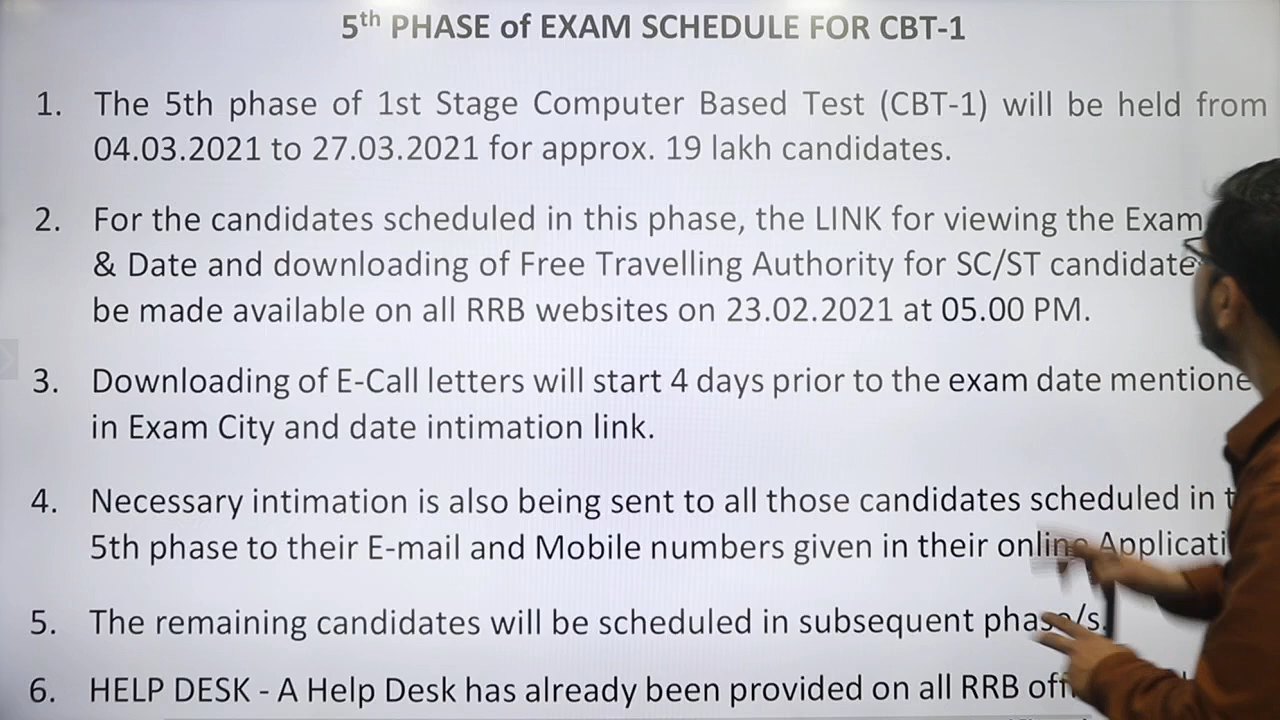 5th PHASE of EXAM SCHEDULE FOR CBT-1
1. The 5th phase of 1st Stage Computer Based Test (CBT-1) will be held from
04.03.2021 to 27.03.2021 for approx. 19 lakh candidates.
2. For the candidates scheduled in this phase, the LINK for viewing the Exam
& Date and downloading of Free Travelling Authority for SC/ST candidate
be made available on all RRB websites on 23.02.2021 at 05.00 PM.
3. Downloading of E-Call letters will start 4 days prior to the exam date mentione
in Exam City and date intimation link.
4. Necessary intimation is also being sent to all those candidates scheduled in t
5th phase to their E-mail and Mobile numbers given in their online Applicati
5. The remaining candidates will be scheduled in subsequent phase/s.
6. HELP DESK - A Help Desk has already been provided on all RRB off